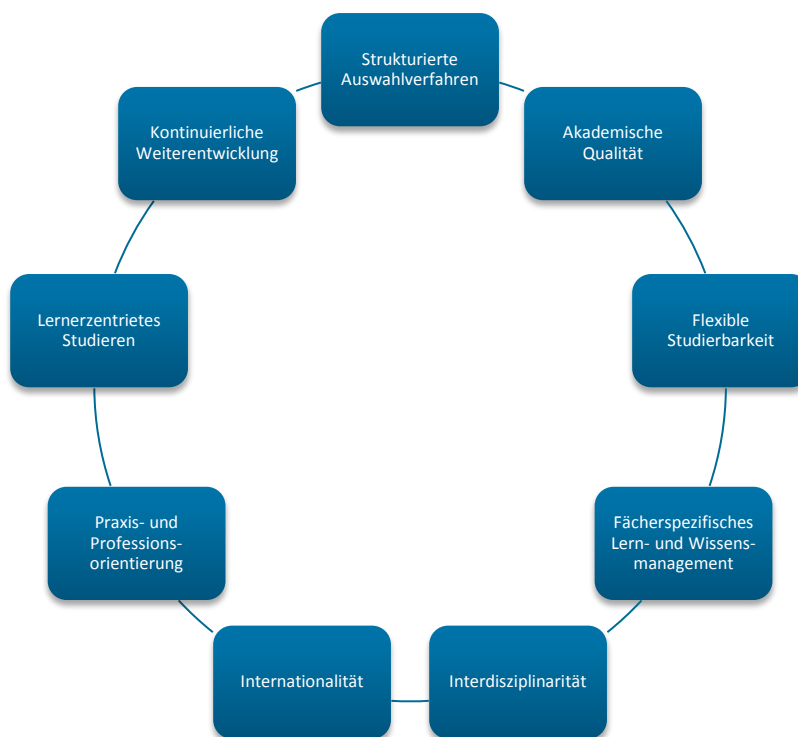 Strukturierte
Auswahlverfahren
Akademische
Qualität
Flexible
Studierbarkeit
Fächerspezifisches
Lern- und Wissens-
management
Interdisziplinarität
Internationalität
Praxis- und
Professions-
orientierung
Lernerzentrietes
Studieren
Kontinuierliche
Weiterentwicklung